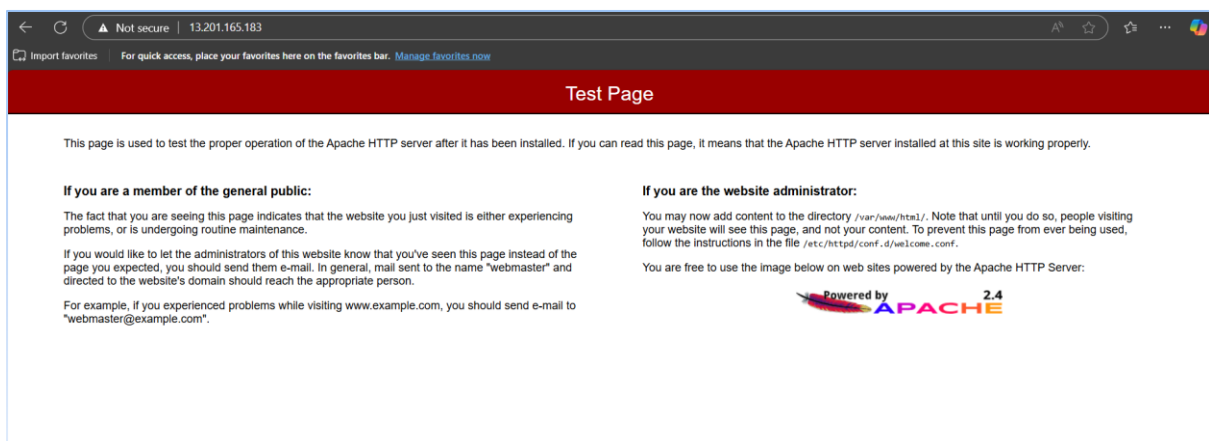 Not secure 13.201.165.183
Import favorites For quick access, place your favorites here on the favorites bar. Manage favorites now
Test Page
This page is used to test the proper operation of the Apache HTTP server after it has been installed. If you can read this page, it means that the Apache HTTP server installed at this site is working properly.
If you are a member of the general public:
The fact that you are seeing this page indicates that the website you just visited is either experiencing
problems, or is undergoing routine maintenance.
If you would like to let the administrators of this website know that you've seen this page instead of the
page you expected, you should send them e-mail. In general, mail sent to the name "webmaster" and
directed to the website's domain should reach the appropriate person.
For example, if you experienced problems while visiting www.example.com, you should send e-mail to
"webmaster@example.com".
If you are the website administrator:
You may now add content to the directory /var/www/html/. Note that until you do so, people visiting
your website will see this page, and not your content. To prevent this page from ever being used,
follow the instructions in the file /etc/httpd/conf.d/welcome.conf.
You are free to use the image below on web sites powered by the Apache HTTP Server:
Powered by 2.4
APACHE